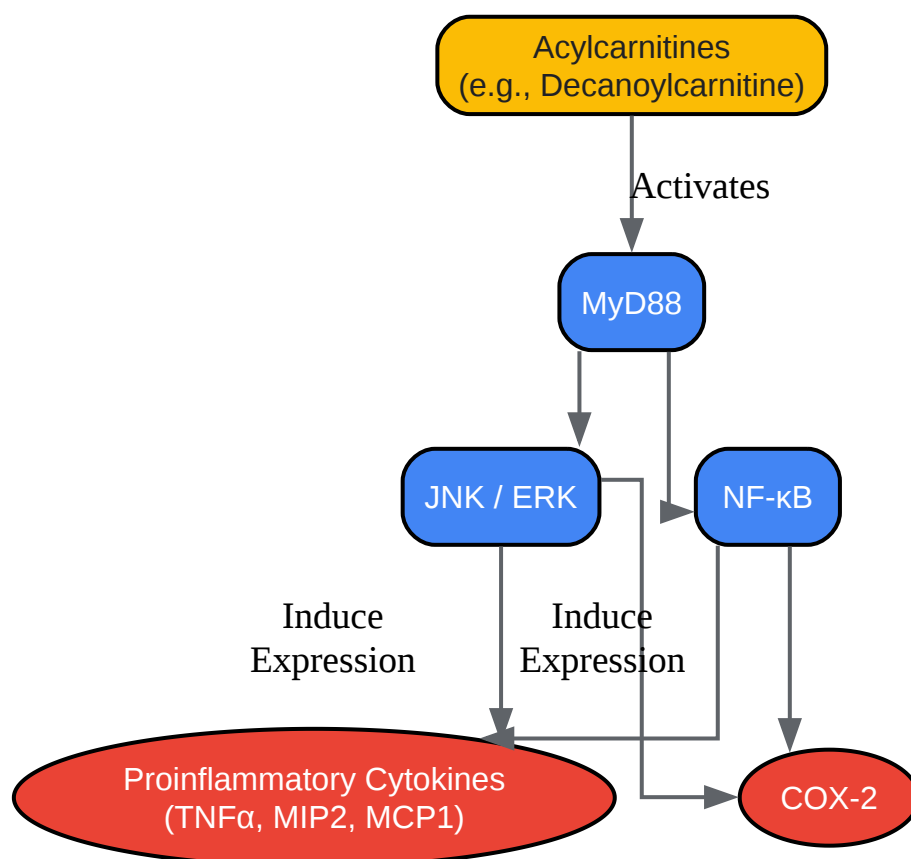 Acylcarnitines
(e.g., Decanoylcarnitine)
Activates
MyD88
JNK / ERK
NF-κB
Induce
Expression
Induce
Expression
Proinflammatory Cytokines
(TNFα, MIP2, MCP1)
COX-2